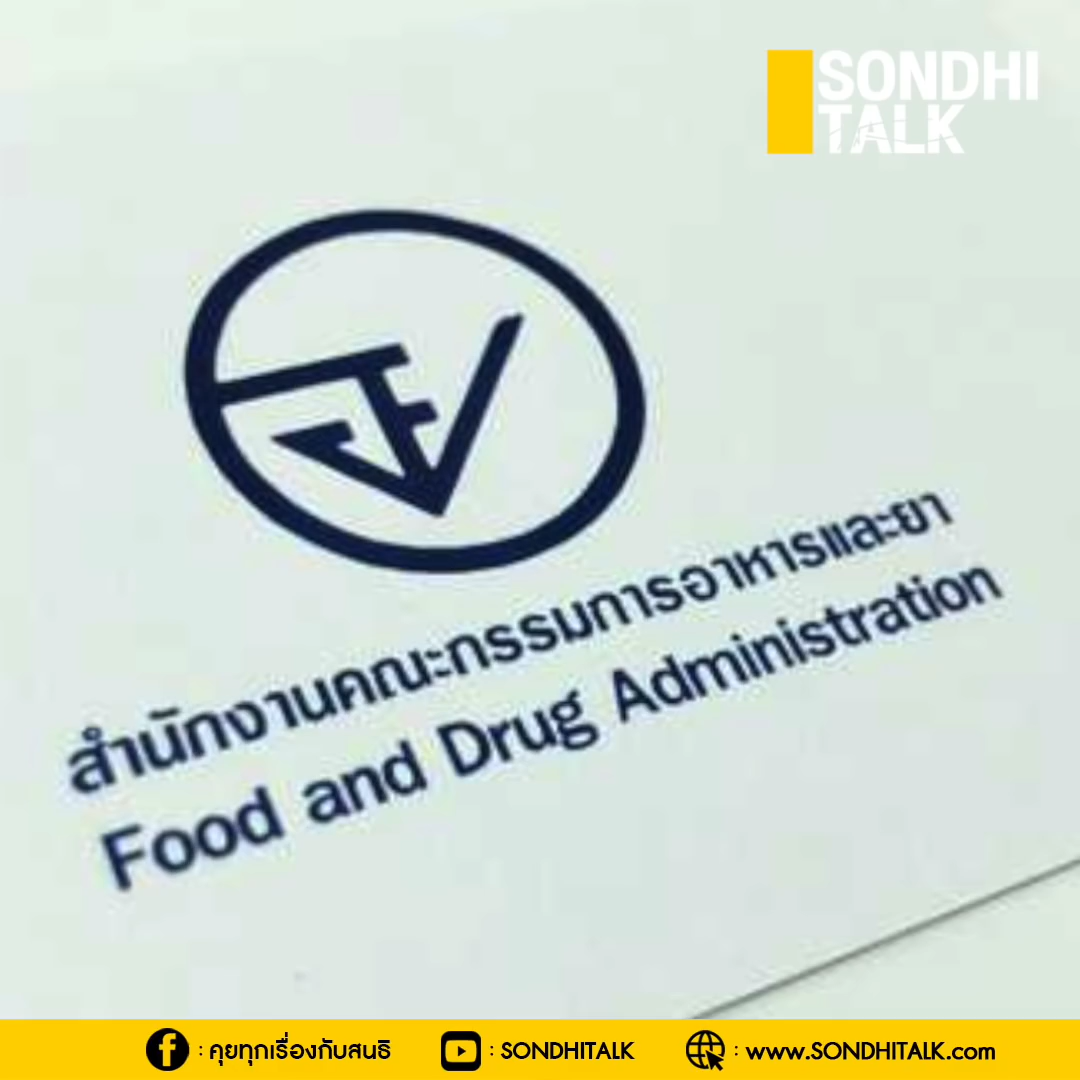 SONDHI
TALK
อย
สำนักงานคณะกรรมการอาหารและยา
Food and Drug Administration
: คุยทุกเรื่องกับสนธิ : SONDHITALK : www.SONDHITALK.com